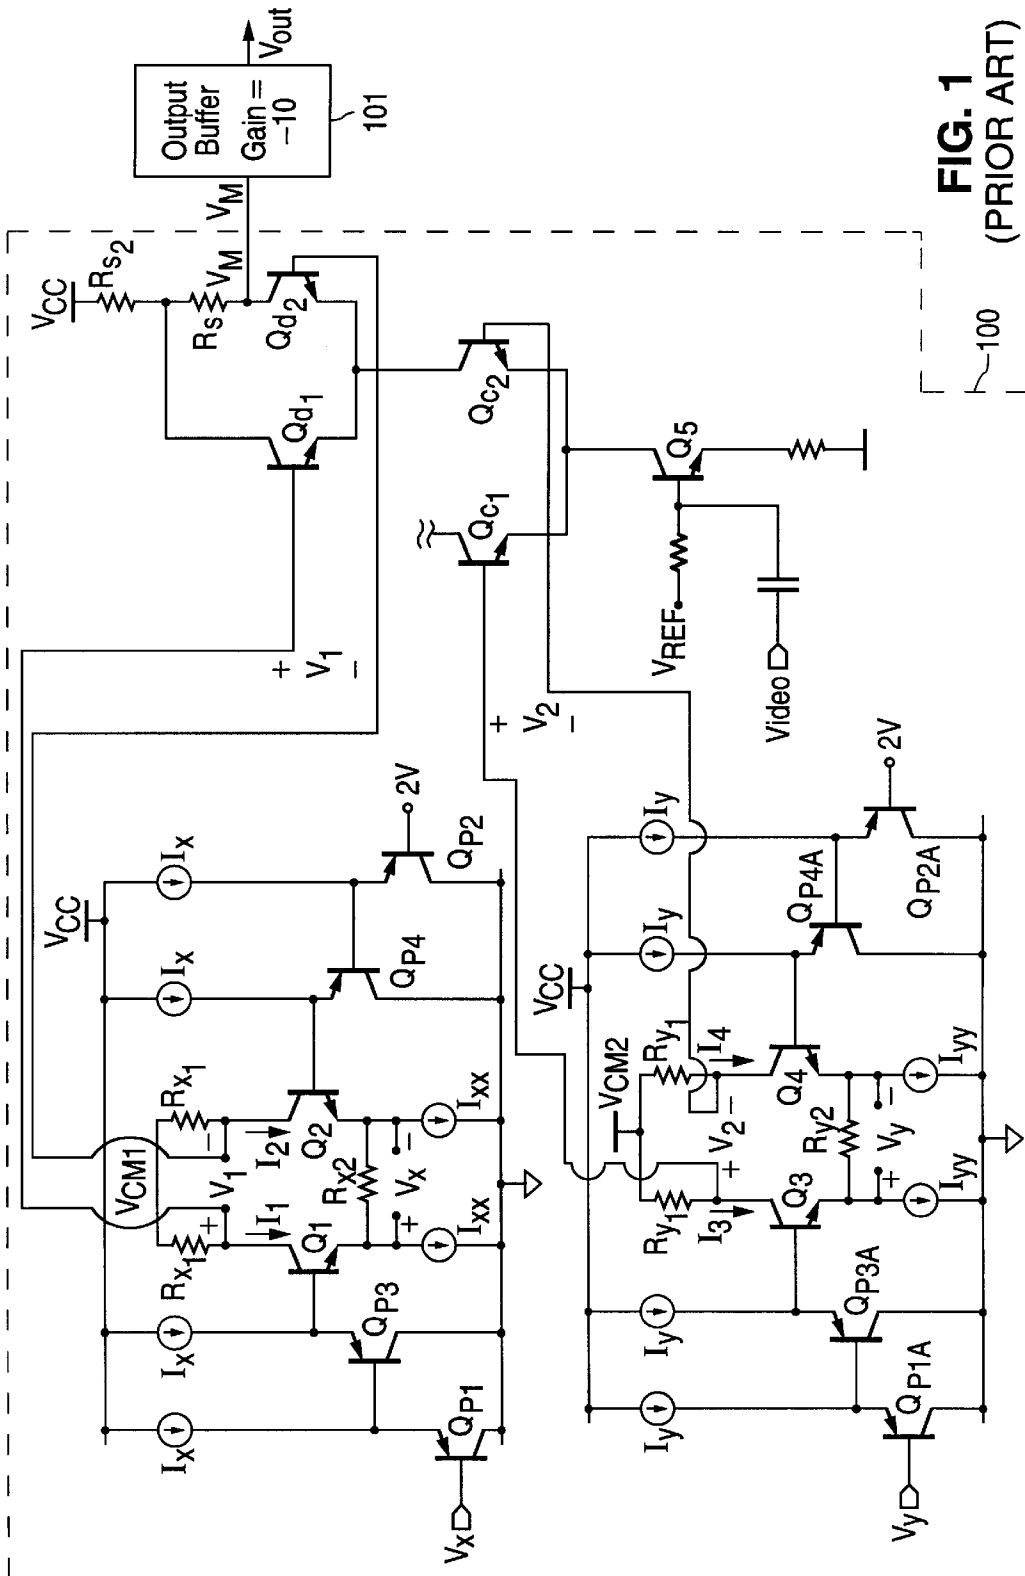 Output
Buffer
Gain =
−10
Vout
101
VM
VM
VCC
Rs2
Rs
Qd2
Qd1
Qc2
Qc1
Q5
VREF
Video
100
+
V1
−
+
V2
−
VCC
Ix
Ix
Ix
Ix
2V
QP2
QP4
VCM1
Rx1
Rx1
+
V1
−
I1
I2
Q1
Q2
Rx2
+
Vx
−
Ixx
Ixx
QP3
QP1
Vx
VCC
Iy
Iy
Iy
Iy
2V
QP2A
QP4A
VCM2
Ry1
Ry1
+
V2
−
I3
I4
Q3
Q4
Ry2
+
Vy
−
Iyy
Iyy
QP3A
QP1A
Vy
FIG. 1
(PRIOR ART)